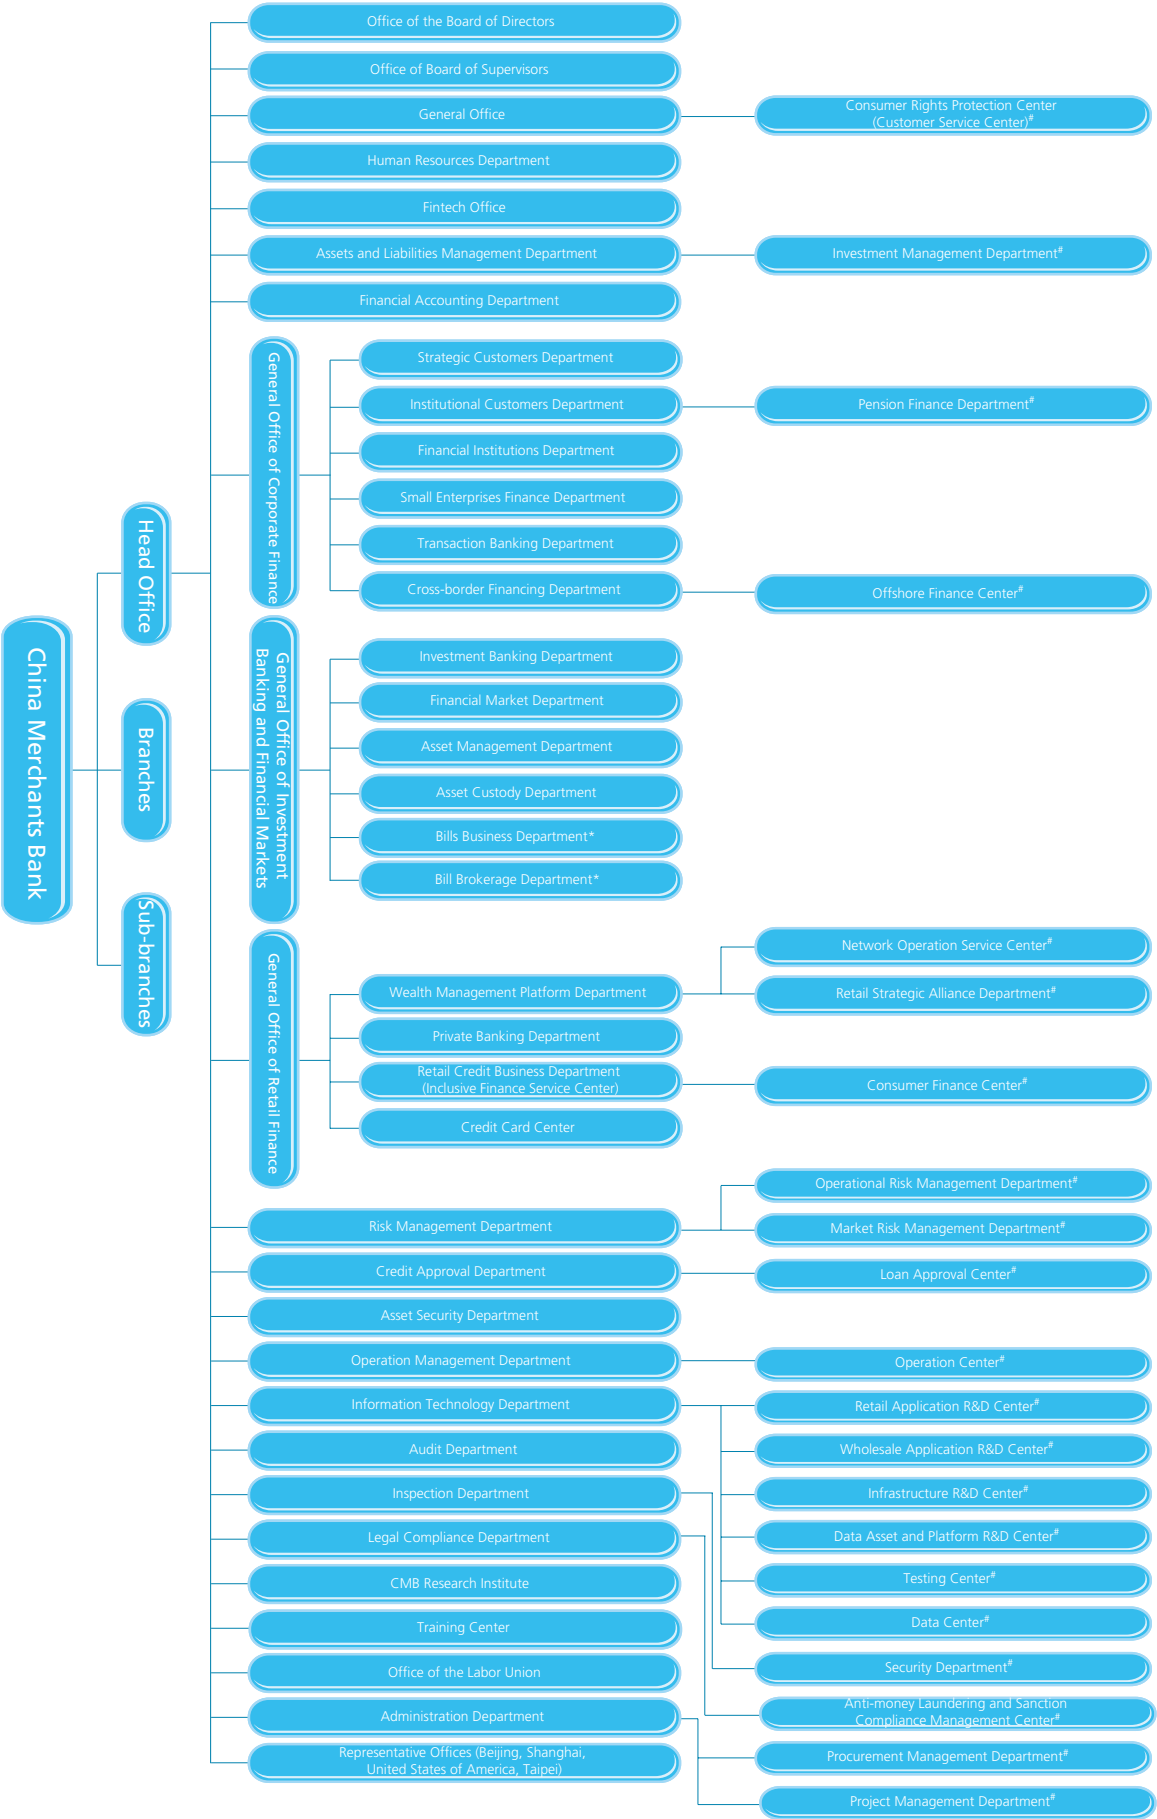 China Merchants Bank
Head Office
Branches
Sub-branches
Office of the Board of Directors
Office of Board of Supervisors
General Office
Consumer Rights Protection Center
(Customer Service Center)#
Human Resources Department
Fintech Office
Assets and Liabilities Management Department
Investment Management Department#
Financial Accounting Department
General Office of Corporate Finance
Strategic Customers Department
Institutional Customers Department
Pension Finance Department#
Financial Institutions Department
Small Enterprises Finance Department
Transaction Banking Department
Cross-border Financing Department
Offshore Finance Center#
General Office of Investment
Banking and Financial Markets
Investment Banking Department
Financial Market Department
Asset Management Department
Asset Custody Department
Bills Business Department*
Bill Brokerage Department*
General Office of Retail Finance
Wealth Management Platform Department
Network Operation Service Center#
Retail Strategic Alliance Department#
Private Banking Department
Retail Credit Business Department
(Inclusive Finance Service Center)
Consumer Finance Center#
Credit Card Center
Risk Management Department
Operational Risk Management Department#
Market Risk Management Department#
Credit Approval Department
Loan Approval Center#
Asset Security Department
Operation Management Department
Operation Center#
Information Technology Department
Retail Application R&D Center#
Wholesale Application R&D Center#
Infrastructure R&D Center#
Data Asset and Platform R&D Center#
Testing Center#
Data Center#
Audit Department
Inspection Department
Security Department#
Legal Compliance Department
Anti-money Laundering and Sanction
Compliance Management Center#
CMB Research Institute
Training Center
Office of the Labor Union
Administration Department
Procurement Management Department#
Project Management Department#
Representative Offices (Beijing, Shanghai,
United States of America, Taipei)